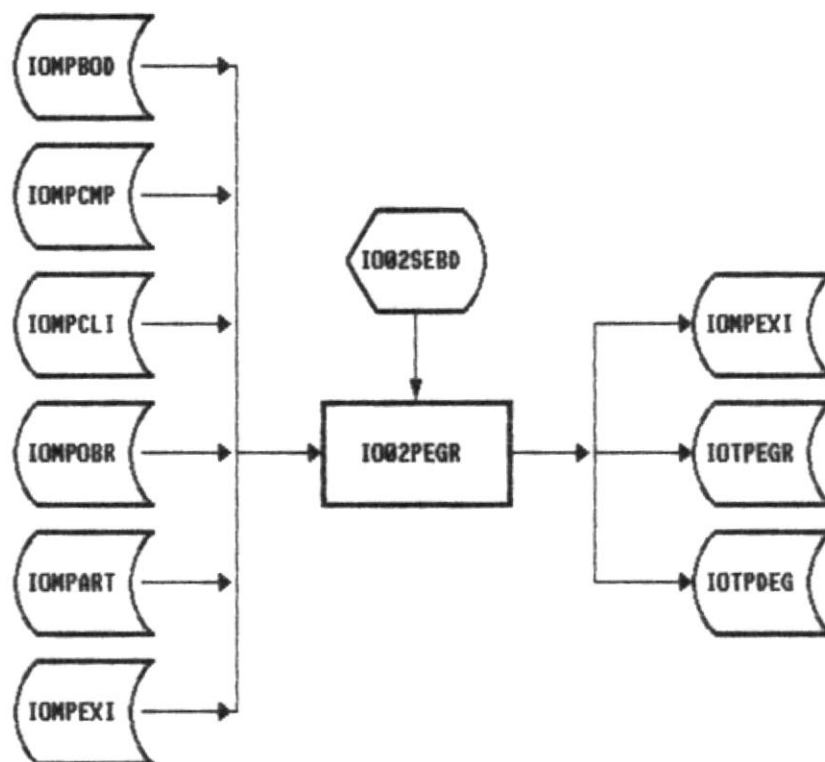 IOMPBOD
IOMPCMP
IO02SEBD
IOMPCLI
IOMPEXI
IOMPOBR
IO02PEGR
IOTPEGR
IOMPART
IOTPDEG
IOMPEXI